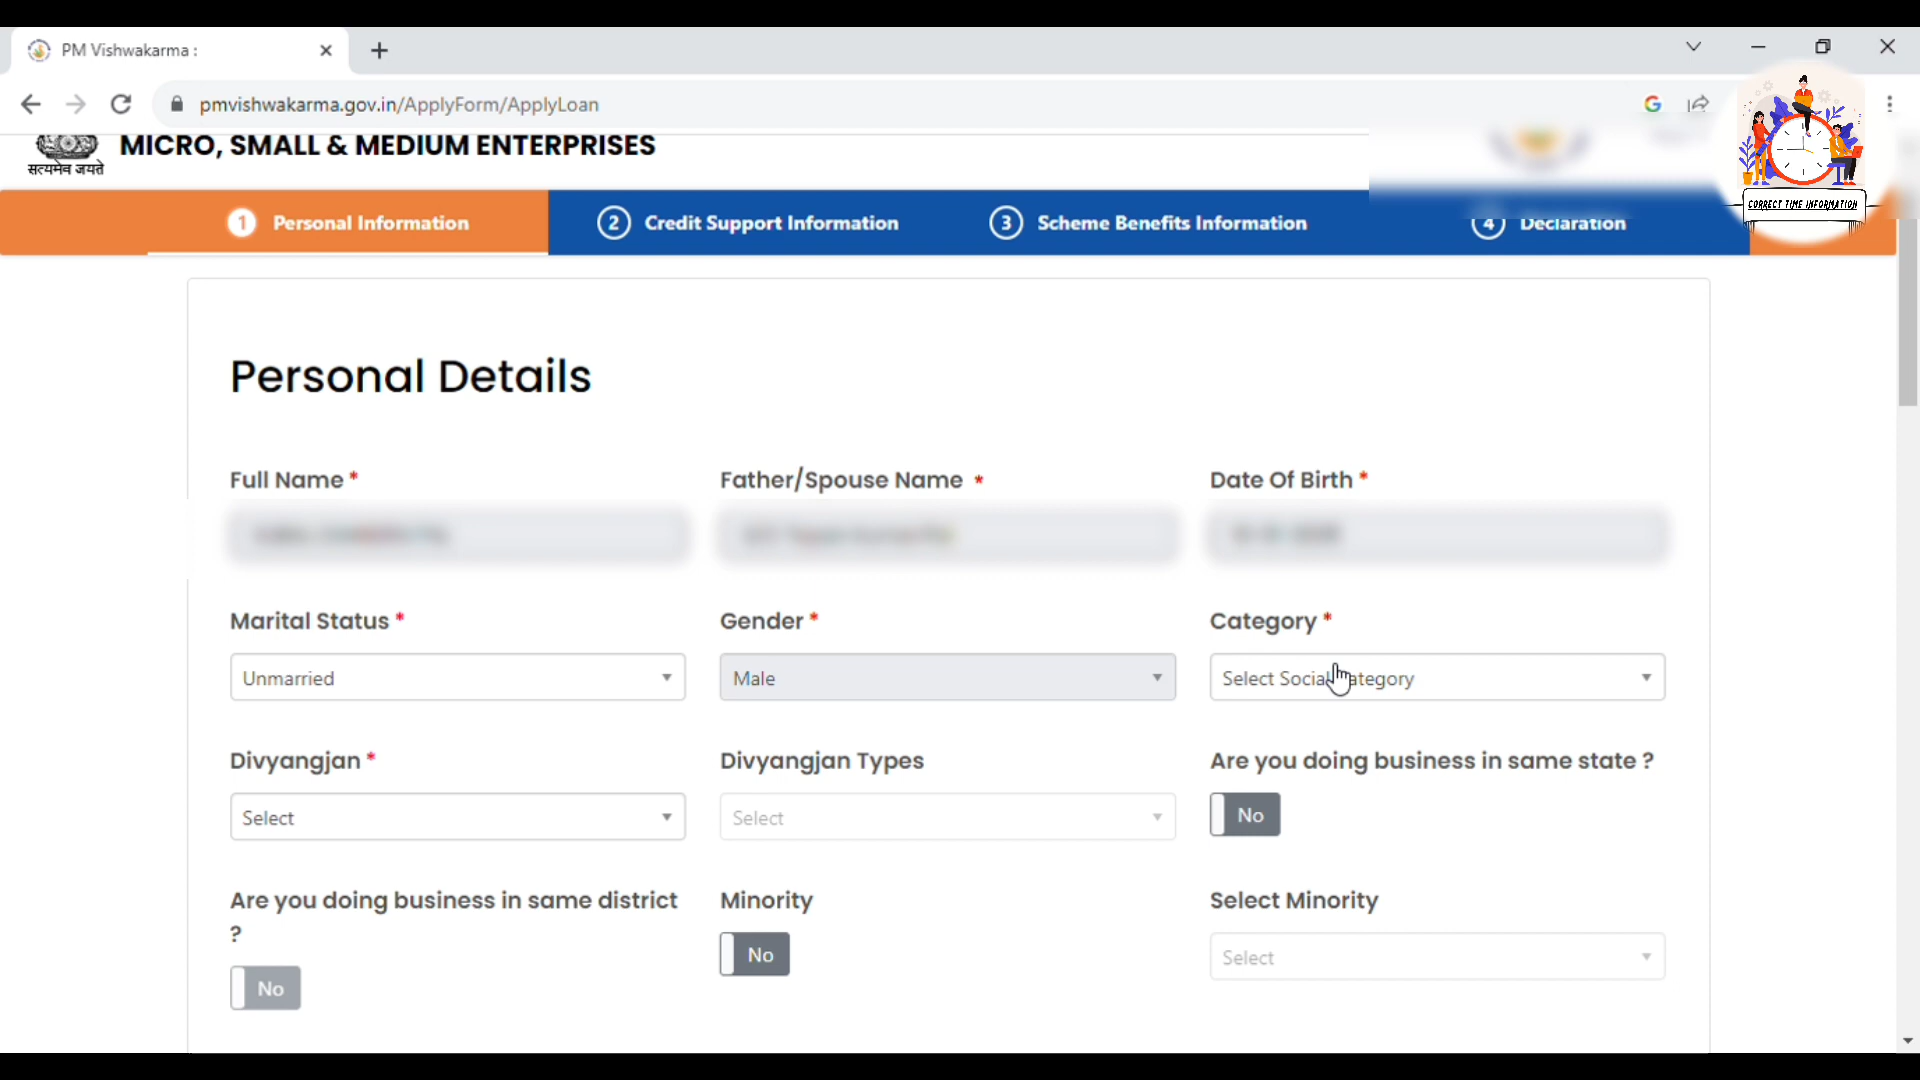 PM Vishwakarma :
pmvishwakarma.gov.in/ApplyForm/ApplyLoan
सत्यमेव जयते
MICRO, SMALL & MEDIUM ENTERPRISES
CORRECT TIME INFORMATION
1 Personal Information
2 Credit Support Information
3 Scheme Benefits Information
4 Declaration
Personal Details
Full Name *
Father/Spouse Name *
Date Of Birth *
Marital Status *
Gender *
Category *
Unmarried
Male
Select Social Category
Divyangjan *
Divyangjan Types
Are you doing business in same state ?
Select
Select
No
Are you doing business in same district
?
Minority
Select Minority
No
No
Select